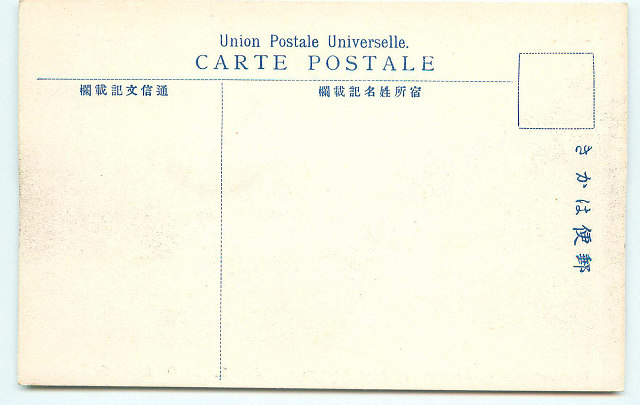 Union Postale Universelle.
CARTE POSTALE
通信文記載欄
宿所姓名記載欄
郵便はかき